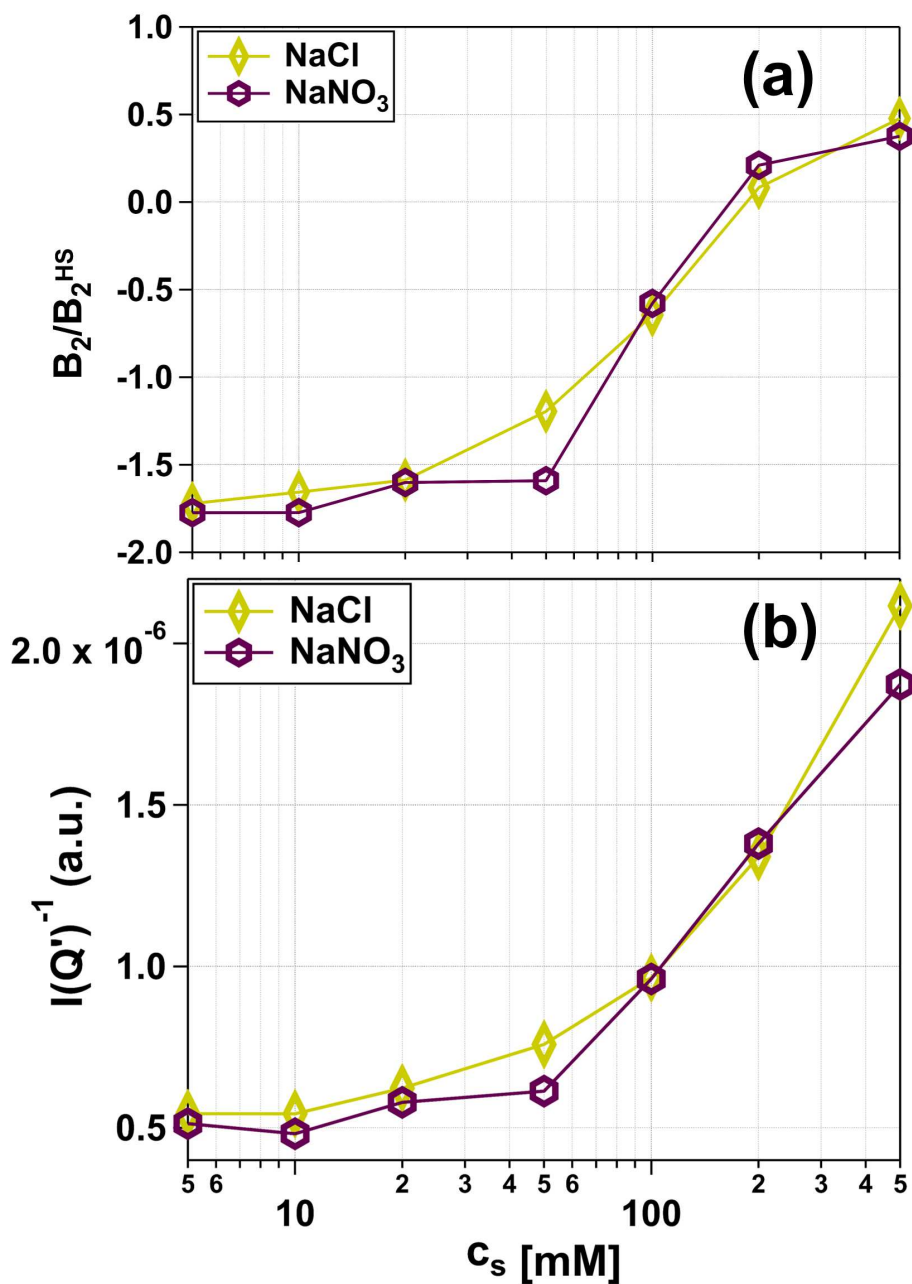 NaCl
NaNO₃
(a)
1.0
0.5
0.0
-0.5
-1.0
-1.5
-2.0
B₂/B₂ᴴˢ
NaCl
NaNO₃
(b)
2.0 x 10⁻⁶
1.5
1.0
0.5
I(Q')⁻¹ (a.u.)
5 6 2 3 4 5 6 2 3 4 5
10 100
cₛ [mM]